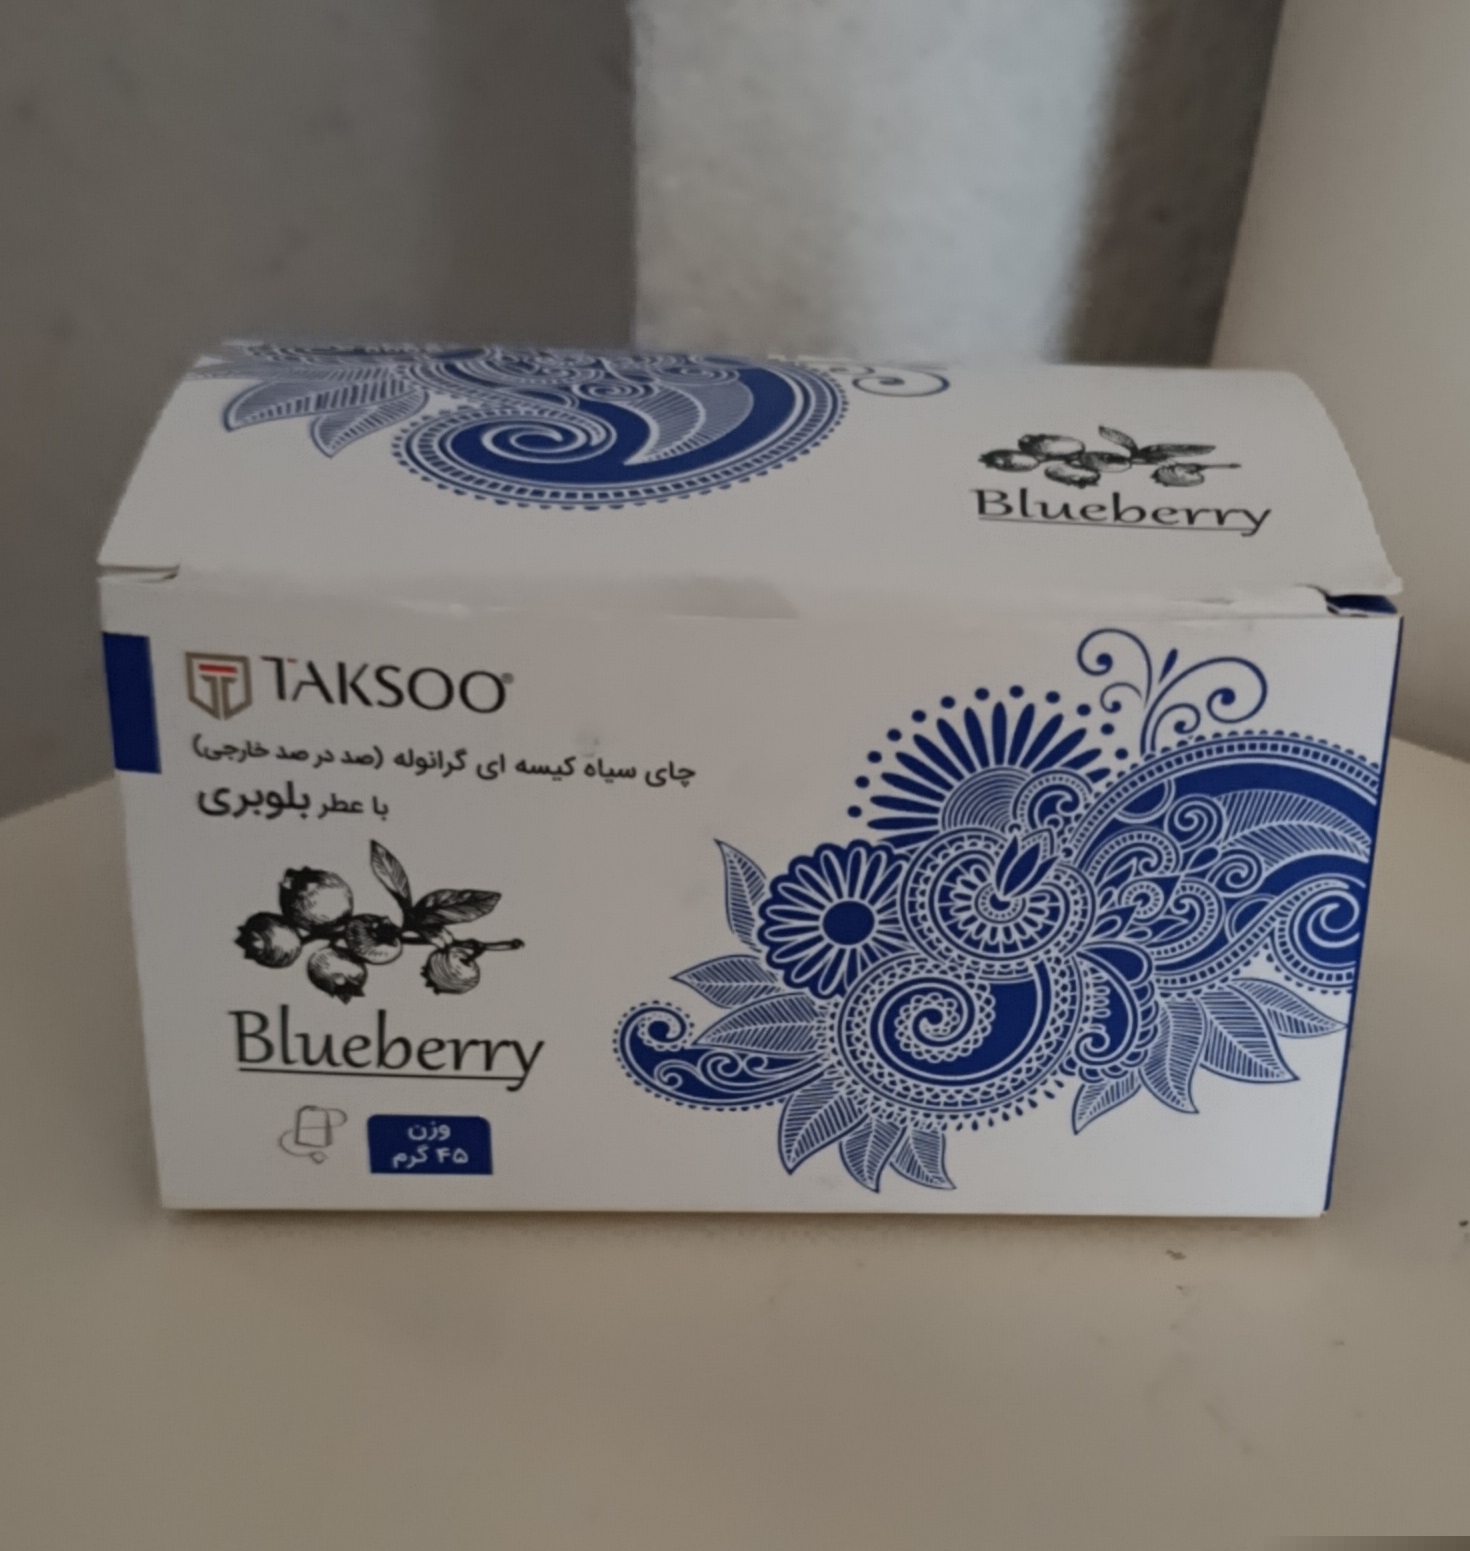 Blueberry
TAKSOO®
چای سیاه کیسه ای گرانوله (صد در صد خارجی)
با عطر بلوبری
Blueberry
وزن
۴۵ گرم